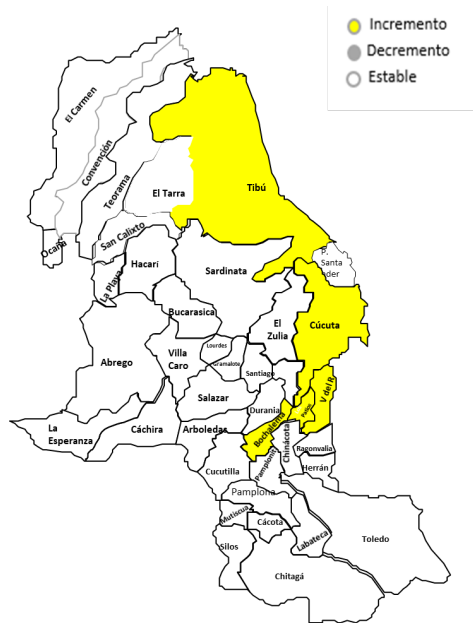 Incremento
Decremento
Estable
El Carmen
Convención
Teorama
El Tarra
Tibú
San Calixto
Ocaña
La Playa
Hacarí
Sardinata
P. Santa
nder
Bucarasica
El
Zulia
Cúcuta
Abrego
Villa
Caro
Lourdes
Gramalote
Santiago
V del R
Salazar
Durania
La
Esperanza
Cáchira
Arboledas
Bochalema
Chinácota
Ragonvalia
Herrán
Cucutilla
Pamplonit
Pamplona
Mutiscua
Cácota
Labateca
Toledo
Silos
Chitagá